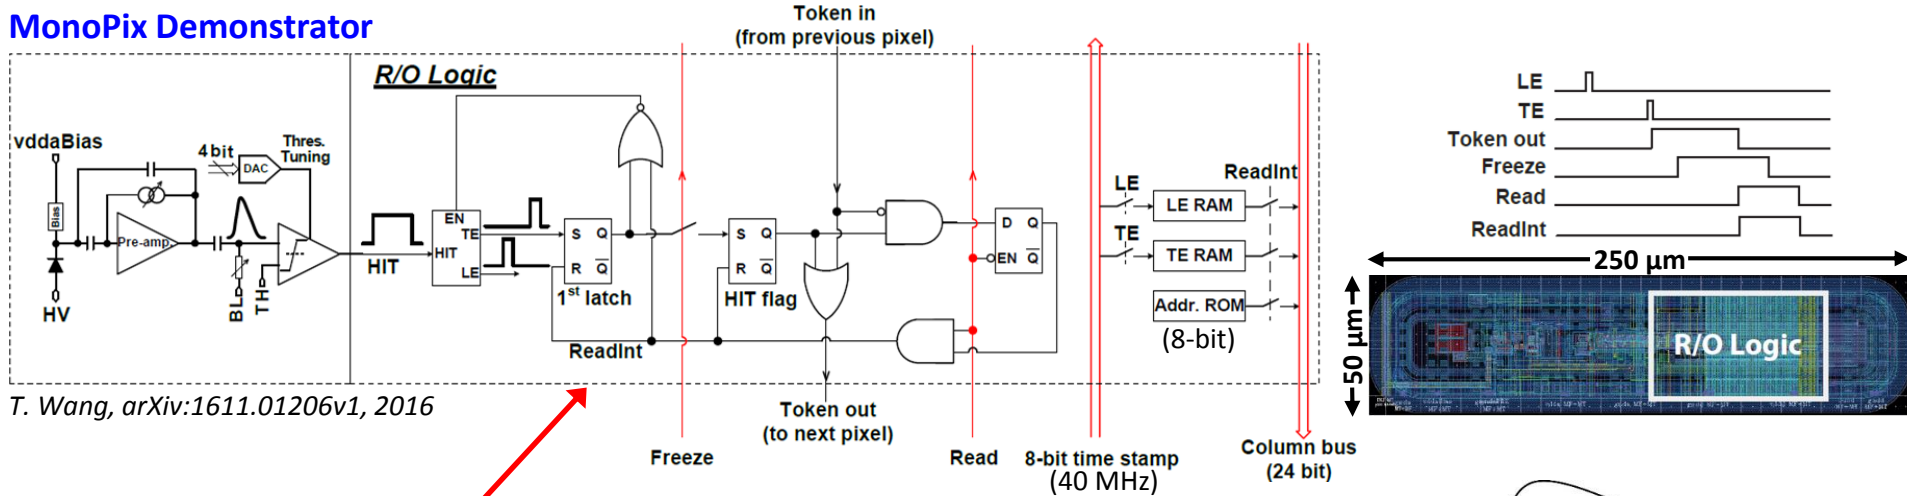 MonoPix Demonstrator
Token in
(from previous pixel)
R/O Logic
vddaBias
4bit
DAC
Thres.
Tuning
Bias
Pre-amp.
HV
BL
TH
HIT
EN
TE
HIT
LE
S Q
R Q
1st latch
ReadInt
S Q
R Q
HIT flag
D Q
EN Q
LE
LE RAM
TE
TE RAM
Addr. ROM
(8-bit)
ReadInt
LE
TE
Token out
Freeze
Read
ReadInt
250 µm
50 µm
R/O Logic
T. Wang, arXiv:1611.01206v1, 2016
Token out
(to next pixel)
Freeze
Read
8-bit time stamp
(40 MHz)
Column bus
(24 bit)